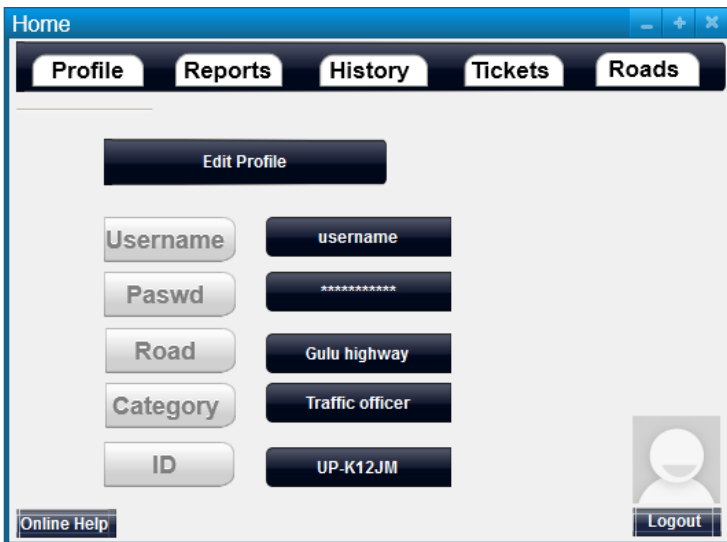 Home
Profile Reports History Tickets Roads
Edit Profile
Username username
Paswd ***********
Road Gulu highway
Category Traffic officer
ID UP-K12JM
Online Help Logout